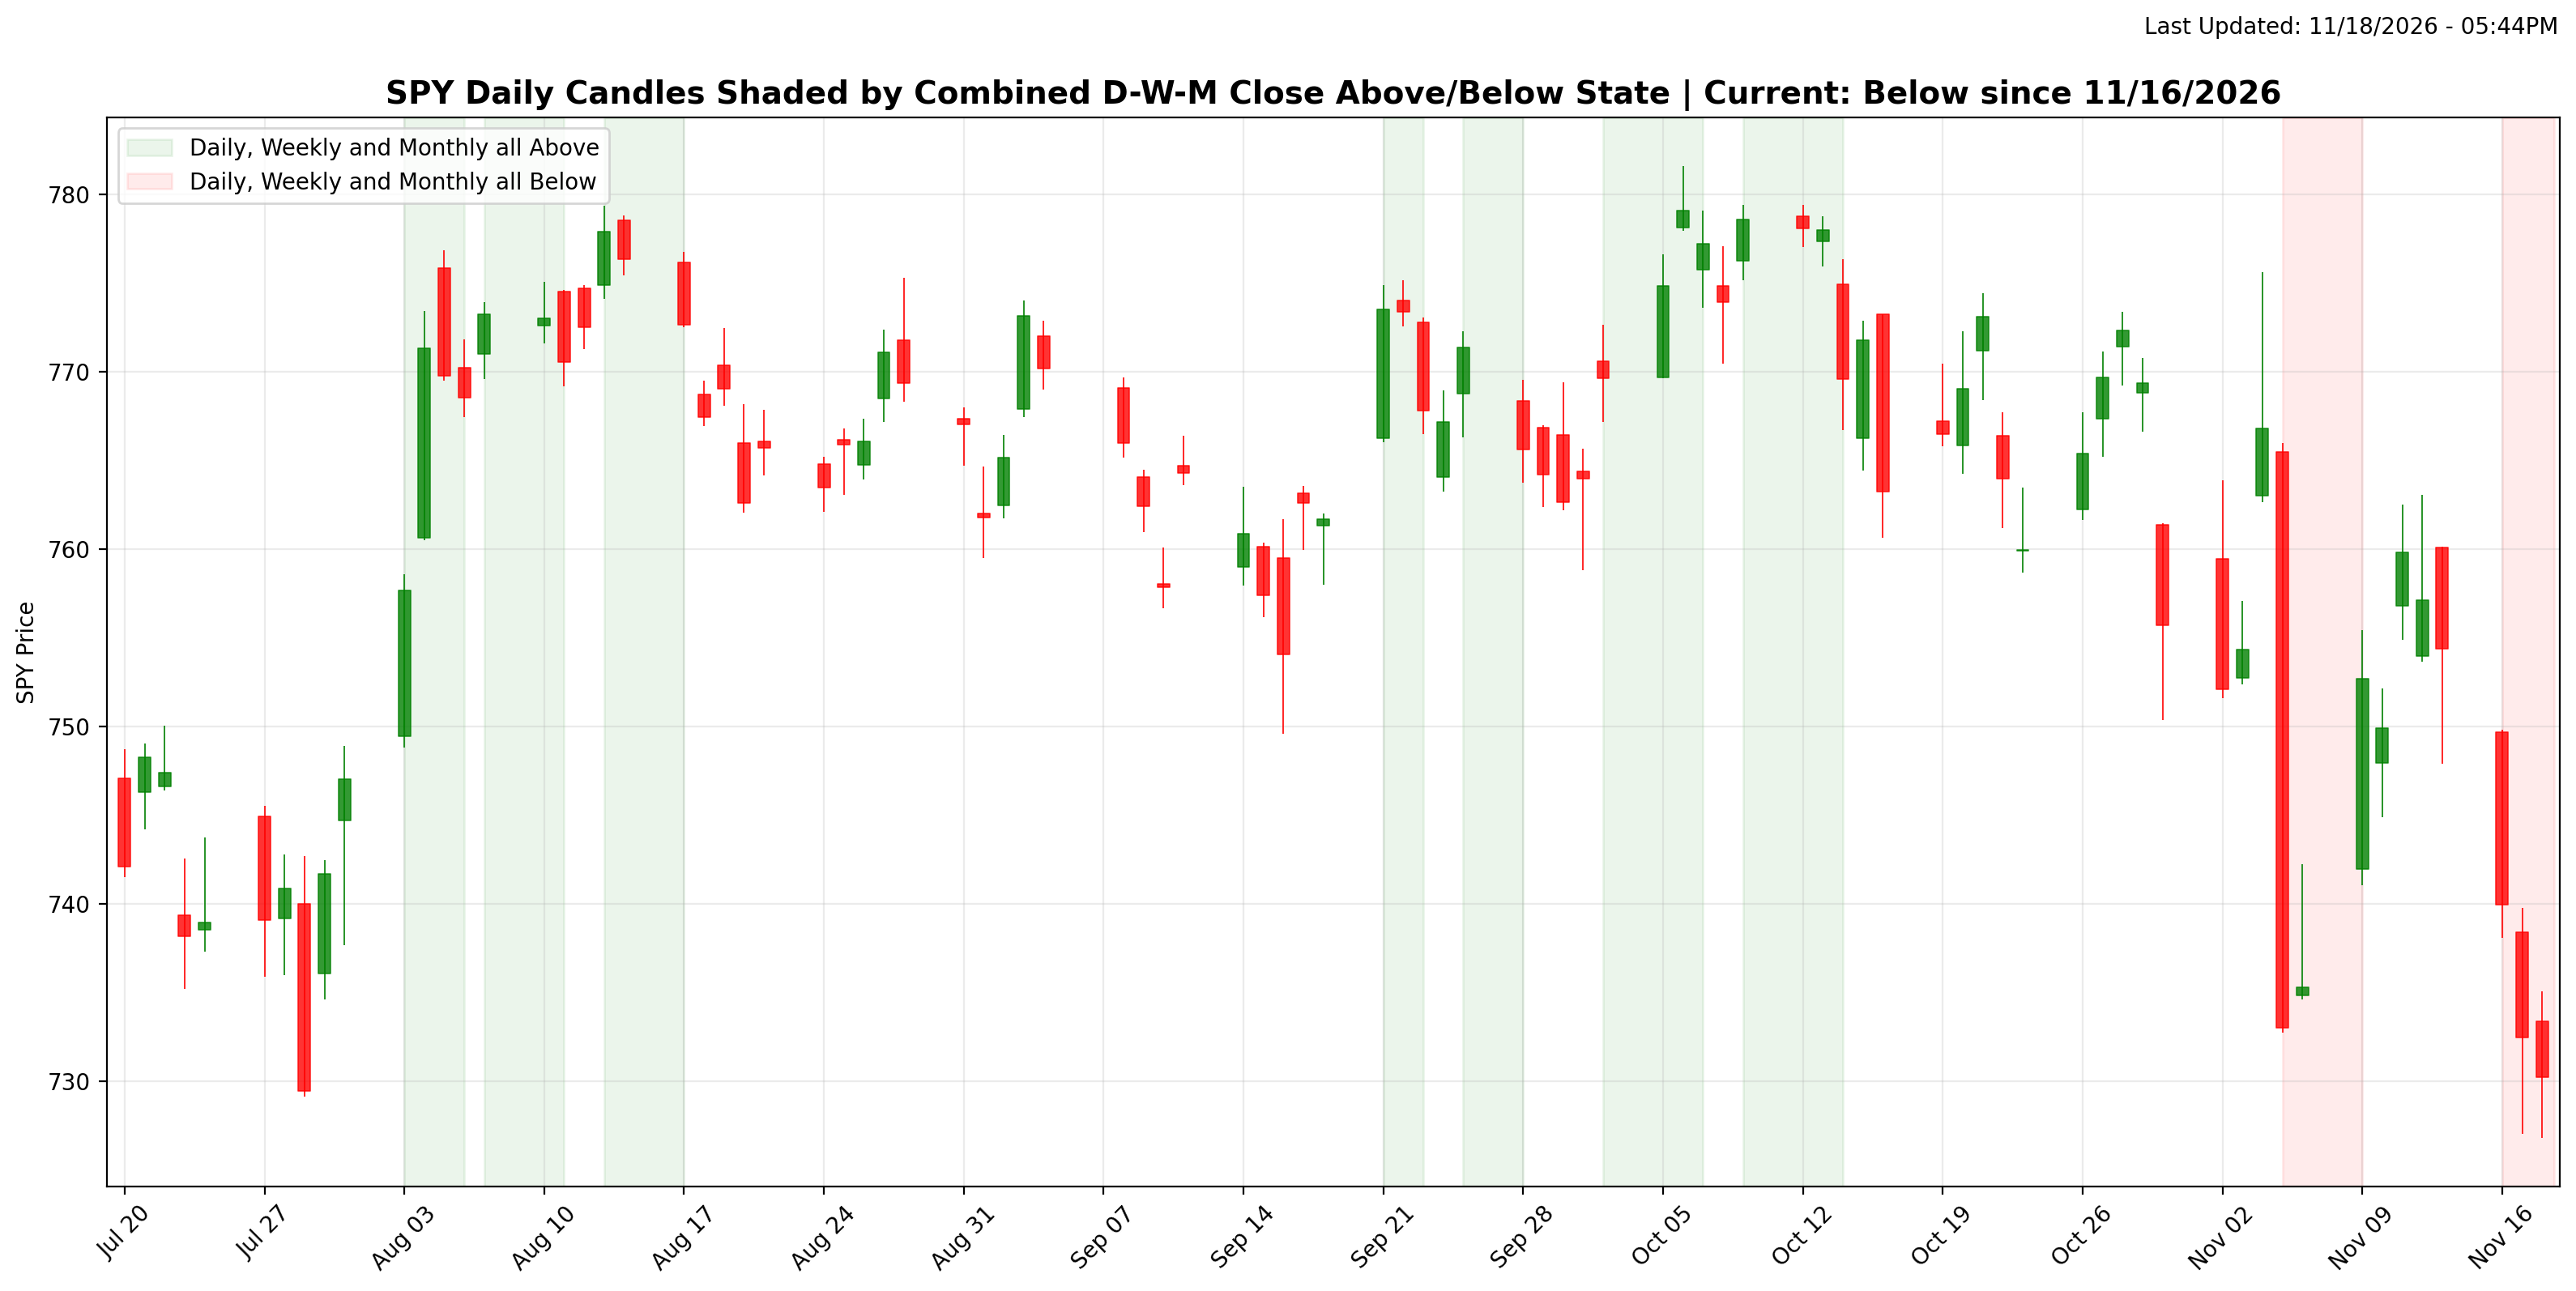 Last Updated: 11/18/2026 - 05:44PM
SPY Daily Candles Shaded by Combined D-W-M Close Above/Below State | Current: Below since 11/16/2026
Daily, Weekly and Monthly all Above
Daily, Weekly and Monthly all Below
SPY Price
780
770
760
750
740
730
Jul 20
Jul 27
Aug 03
Aug 10
Aug 17
Aug 24
Aug 31
Sep 07
Sep 14
Sep 21
Sep 28
Oct 05
Oct 12
Oct 19
Oct 26
Nov 02
Nov 09
Nov 16